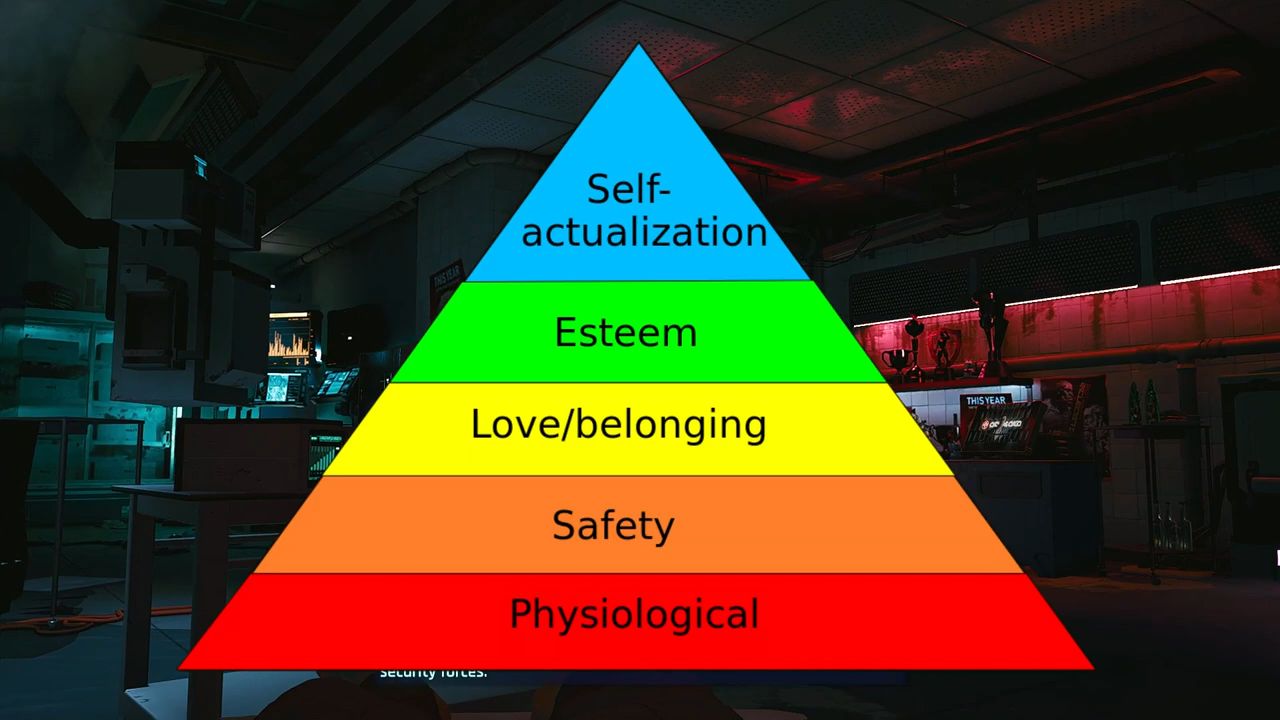 Self-
actualization
THIS YEAR
Esteem
THIS YEAR
Love/belonging
Safety
Physiological
security forces.